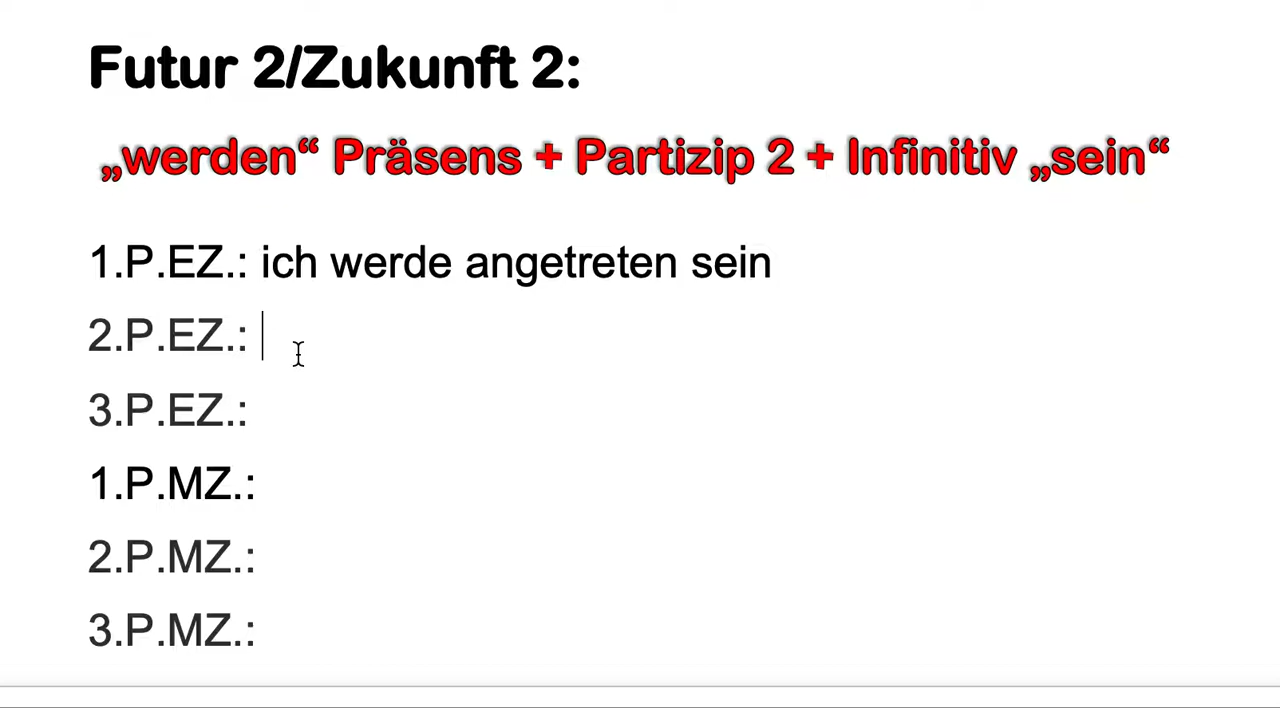 Futur 2/Zukunft 2:
„werden“ Präsens + Partizip 2 + Infinitiv „sein“
1.P.EZ.: ich werde angetreten sein
2.P.EZ.:
3.P.EZ.:
1.P.MZ.:
2.P.MZ.:
3.P.MZ.: